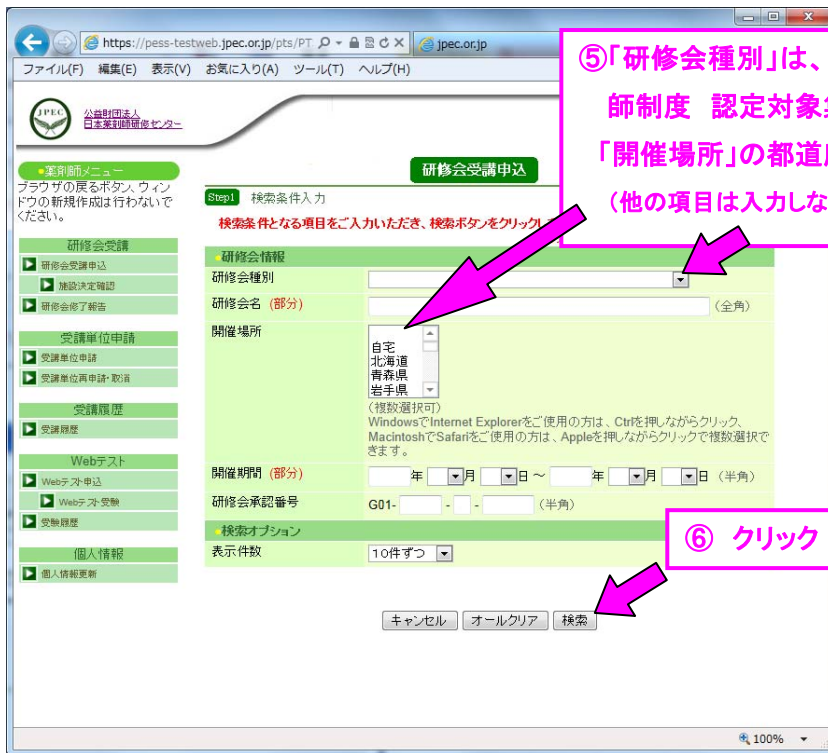 https://pess-testweb.jpec.or.jp/pts/PT
jpec.or.jp
ファイル(F) 編集(E) 表示(V) お気に入り(A) ツール(T) ヘルプ(H)
⑤「研修会種別」は、
師制度 認定対象集
「開催場所」の都道府
(他の項目は入力しな
JPEC
公益財団法人
日本薬剤師研修センター
薬剤師メニュー
ブラウザの戻るボタン、ウィン
ドウの新規作成は行わないで
ください。
研修会受講
研修会受講申込
施設決定確認
研修会修了報告
受講単位申請
受講単位申請
受講単位再申請・取消
受講履歴
受講履歴
Webテスト
Webテスト申込
Webテスト受験
受験履歴
個人情報
個人情報更新
研修会受講申込
Step1 検索条件入力
検索条件となる項目をご入力いただき、検索ボタンをクリックして
研修会情報
研修会種別
研修会名 (部分) (全角)
開催場所
自宅
北海道
青森県
岩手県
(複数選択可)
WindowsでInternet Explorerをご使用の方は、Ctrlを押しながらクリック、
MacintoshでSafariをご使用の方は、Appleを押しながらクリックで複数選択で
きます。
開催期間 (部分) 年 月 日 ~ 年 月 日 (半角)
研修会承認番号 G01- - - (半角)
検索オプション
表示件数 10件ずつ
⑥ クリック
キャンセル オールクリア 検索
100%